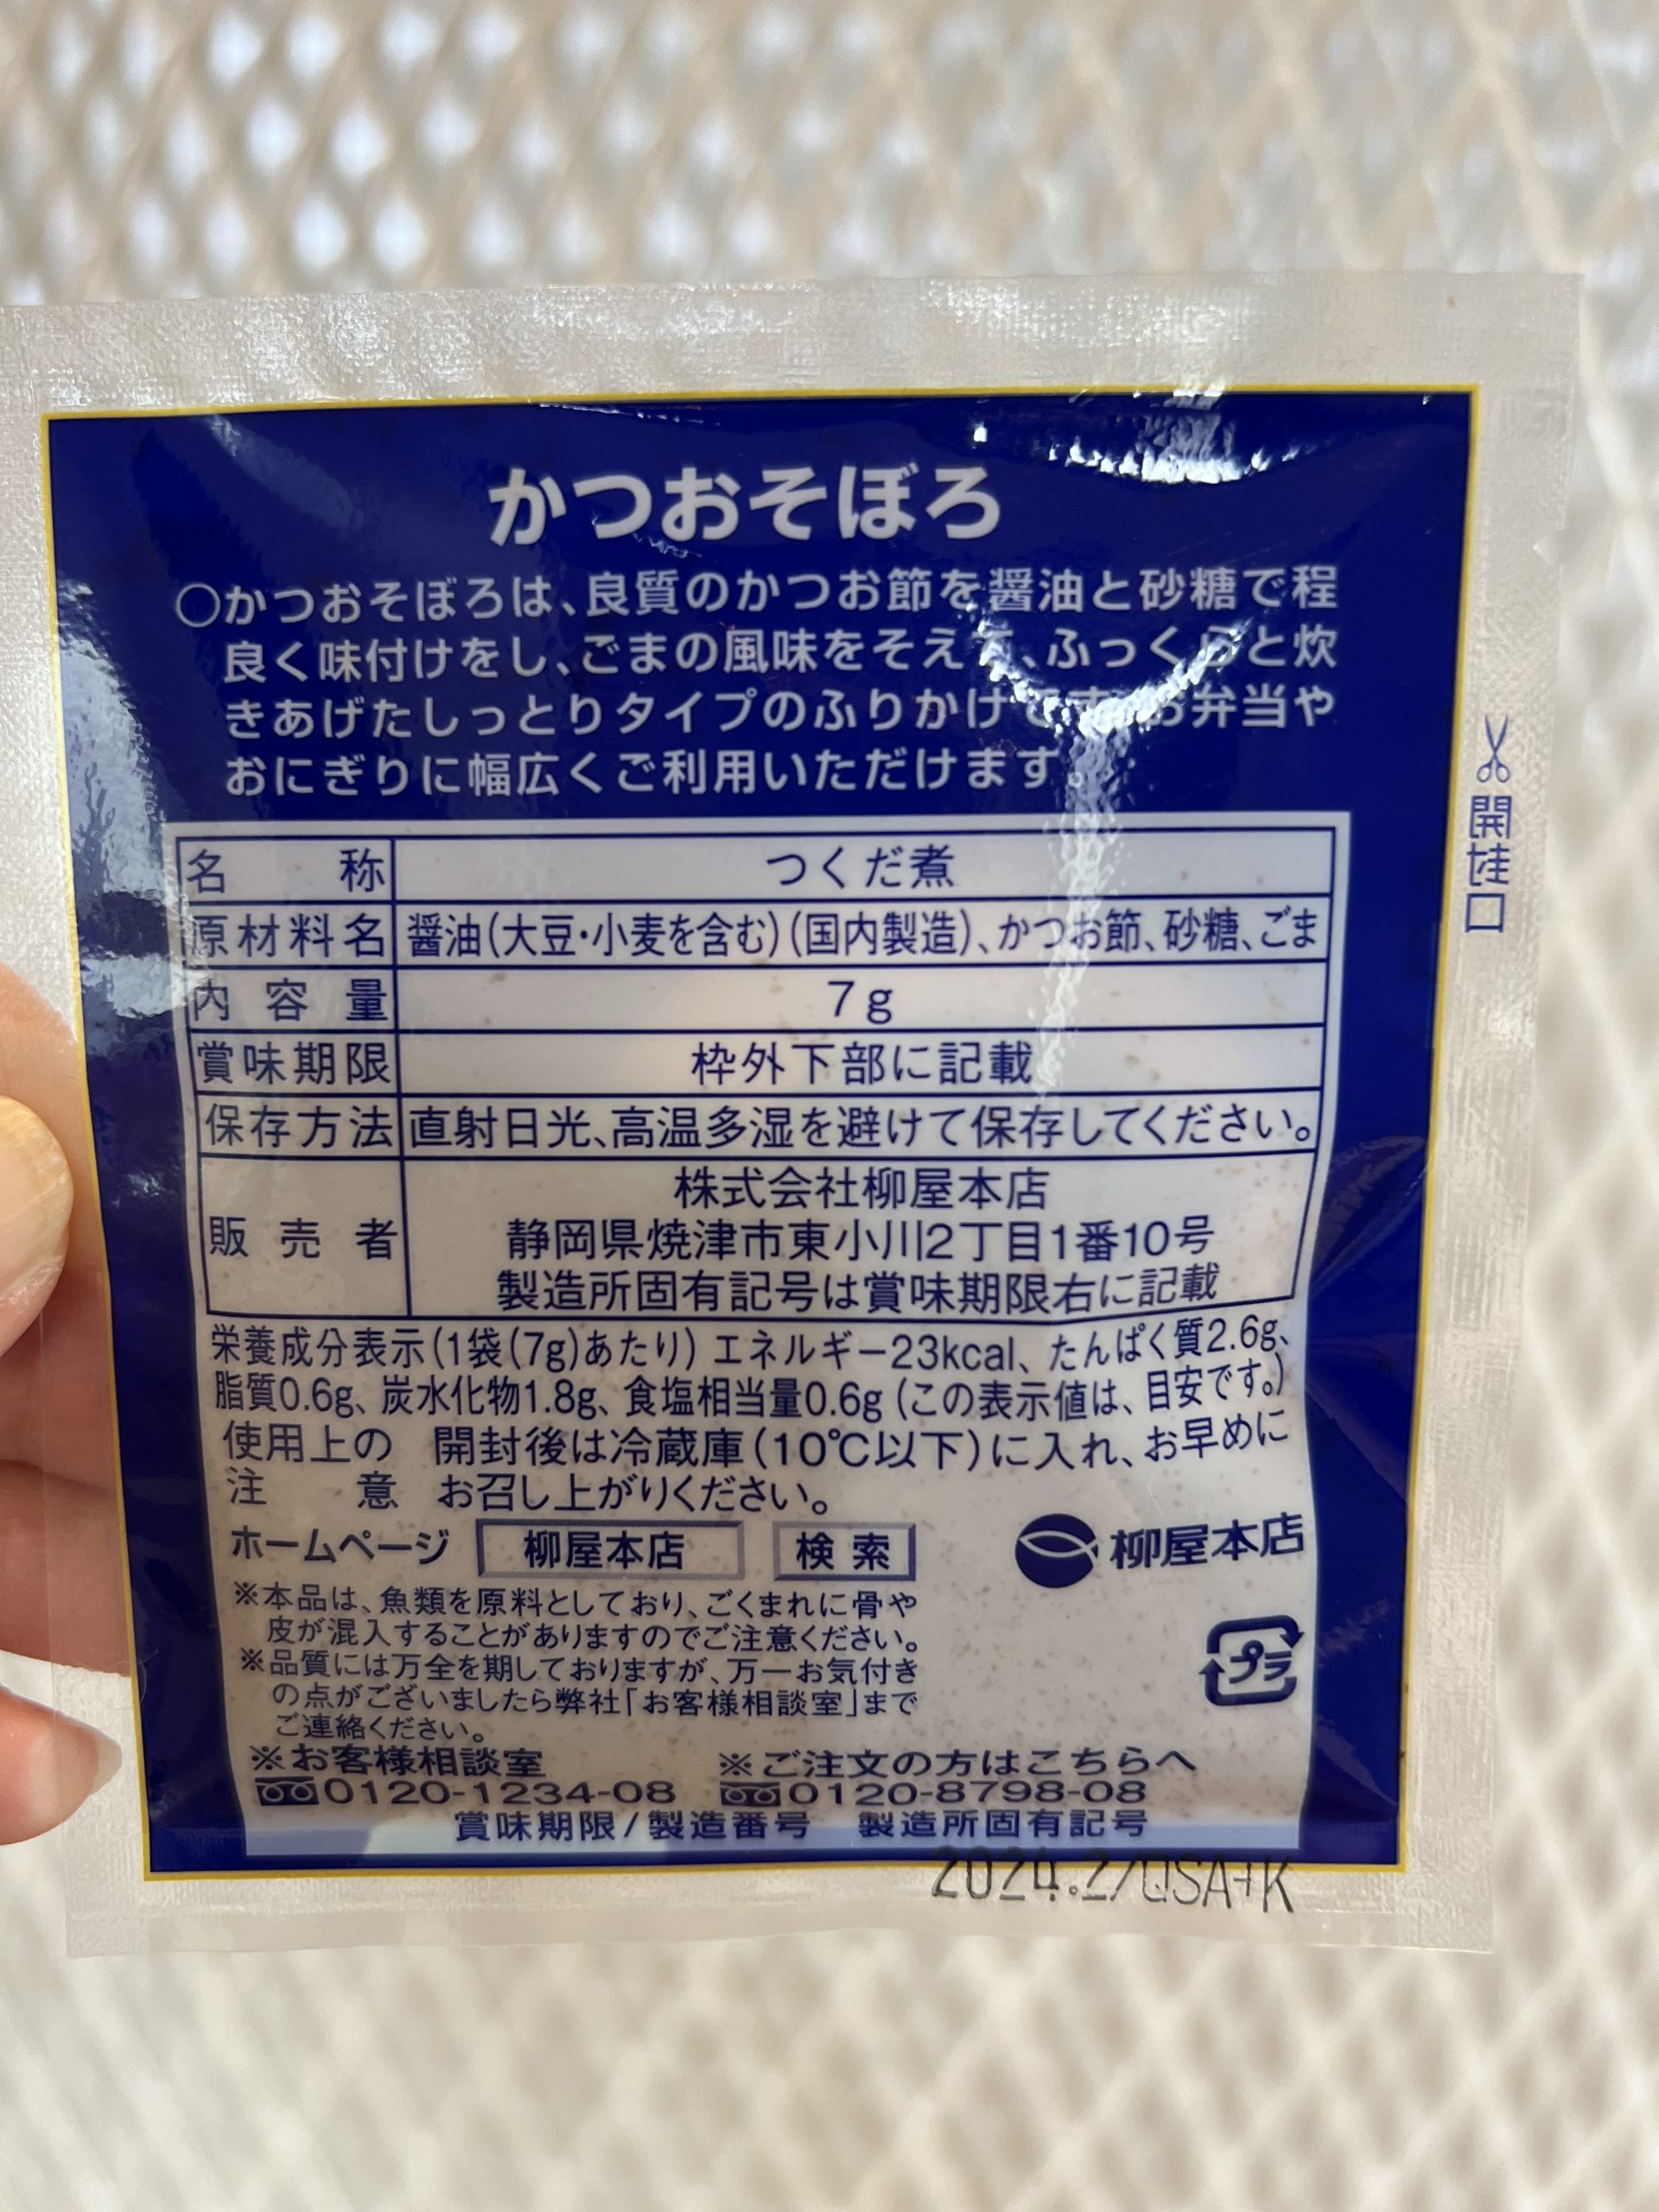 かつおそぼろ
○かつおそぼろは、良質のかつお節を醤油と砂糖で程
良く味付けをし、ごまの風味をそえて、ふっくらと炊
きあげたしっとりタイプのふりかけです。お弁当や
おにぎりに幅広くご利用いただけます。
開封口
名称 つくだ煮
原材料名 醤油(大豆・小麦を含む)(国内製造)、かつお節、砂糖、ごま
内容量 7g
賞味期限 枠外下部に記載
保存方法 直射日光、高温多湿を避けて保存してください。
販売者 株式会社柳屋本店
静岡県焼津市東小川2丁目1番10号
製造所固有記号は賞味期限右に記載
栄養成分表示(1袋(7g)あたり) エネルギー23kcal、たんぱく質2.6g、
脂質0.6g、炭水化物1.8g、食塩相当量0.6g(この表示値は、目安です。)
使用上の 開封後は冷蔵庫(10℃以下)に入れ、お早めに
注意 お召し上がりください。
ホームページ 柳屋本店 検索 柳屋本店
※本品は、魚類を原料としており、ごくまれに骨や
皮が混入することがありますのでご注意ください。
※品質には万全を期しておりますが、万一お気付き
の点がございましたら弊社「お客様相談室」まで
ご連絡ください。
プラ
※お客様相談室 ※ご注文の方はこちらへ
0120-1234-08 0120-8798-08
賞味期限/製造番号 製造所固有記号
2024.2/